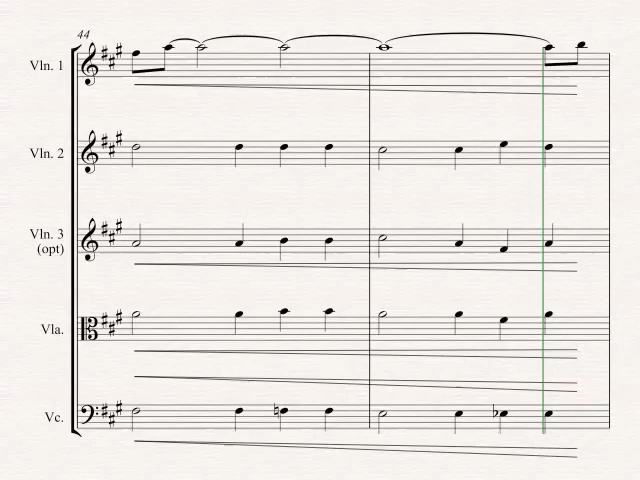 44
Vln. 1
Vln. 2
Vln. 3
(opt)
Vla.
Vc.